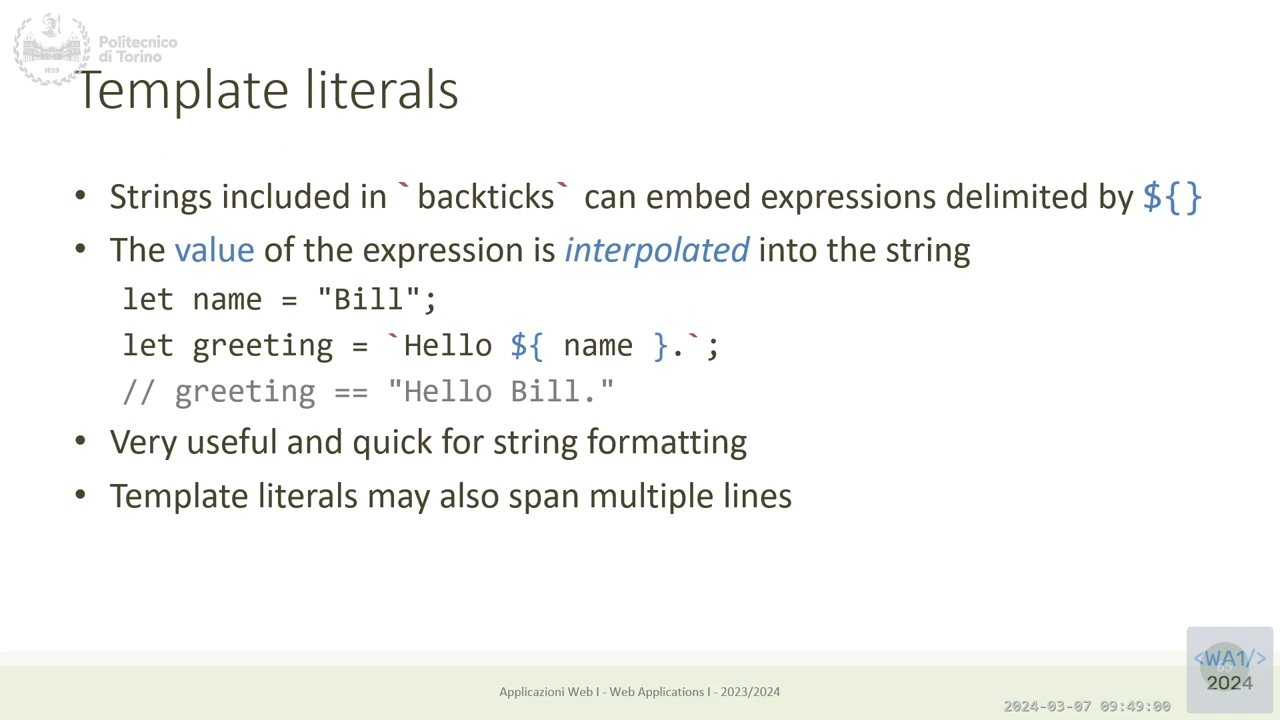 Politecnico
di Torino
1859
Template literals
• Strings included in `backticks` can embed expressions delimited by ${}
• The value of the expression is interpolated into the string
let name = "Bill";
let greeting = `Hello ${ name }.`;
// greeting == "Hello Bill."
• Very useful and quick for string formatting
• Template literals may also span multiple lines
Applicazioni Web I - Web Applications I - 2023/2024
2024-03-07 09:49:00
<WA1/>
2024